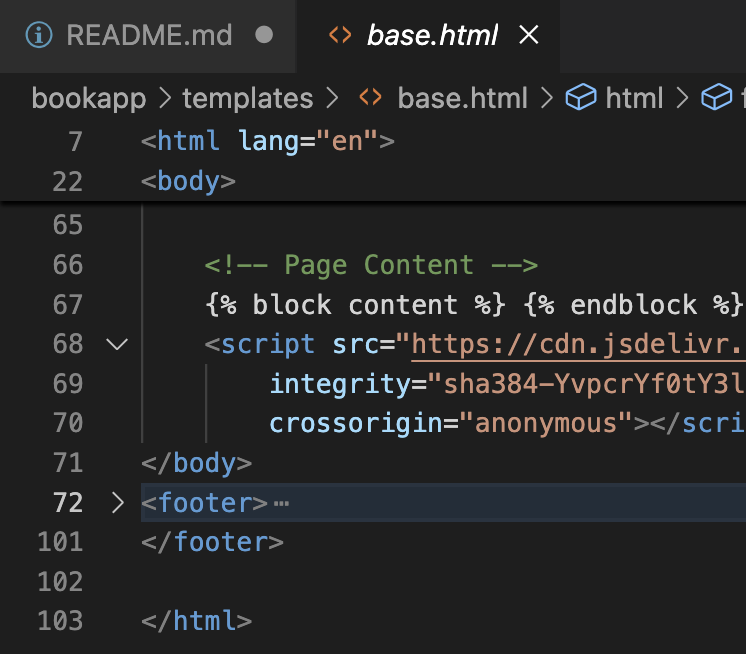 README.md
base.html
bookapp > templates > <> base.html > html >
7 <html lang="en">
22 <body>
65
66 <!-- Page Content -->
67 {% block content %} {% endblock %}
68 <script src="https://cdn.jsdelivr.
69 integrity="sha384-YvpcrYf0tY3l
70 crossorigin="anonymous"></scri
71 </body>
72 <footer>⋯
101 </footer>
102
103 </html>